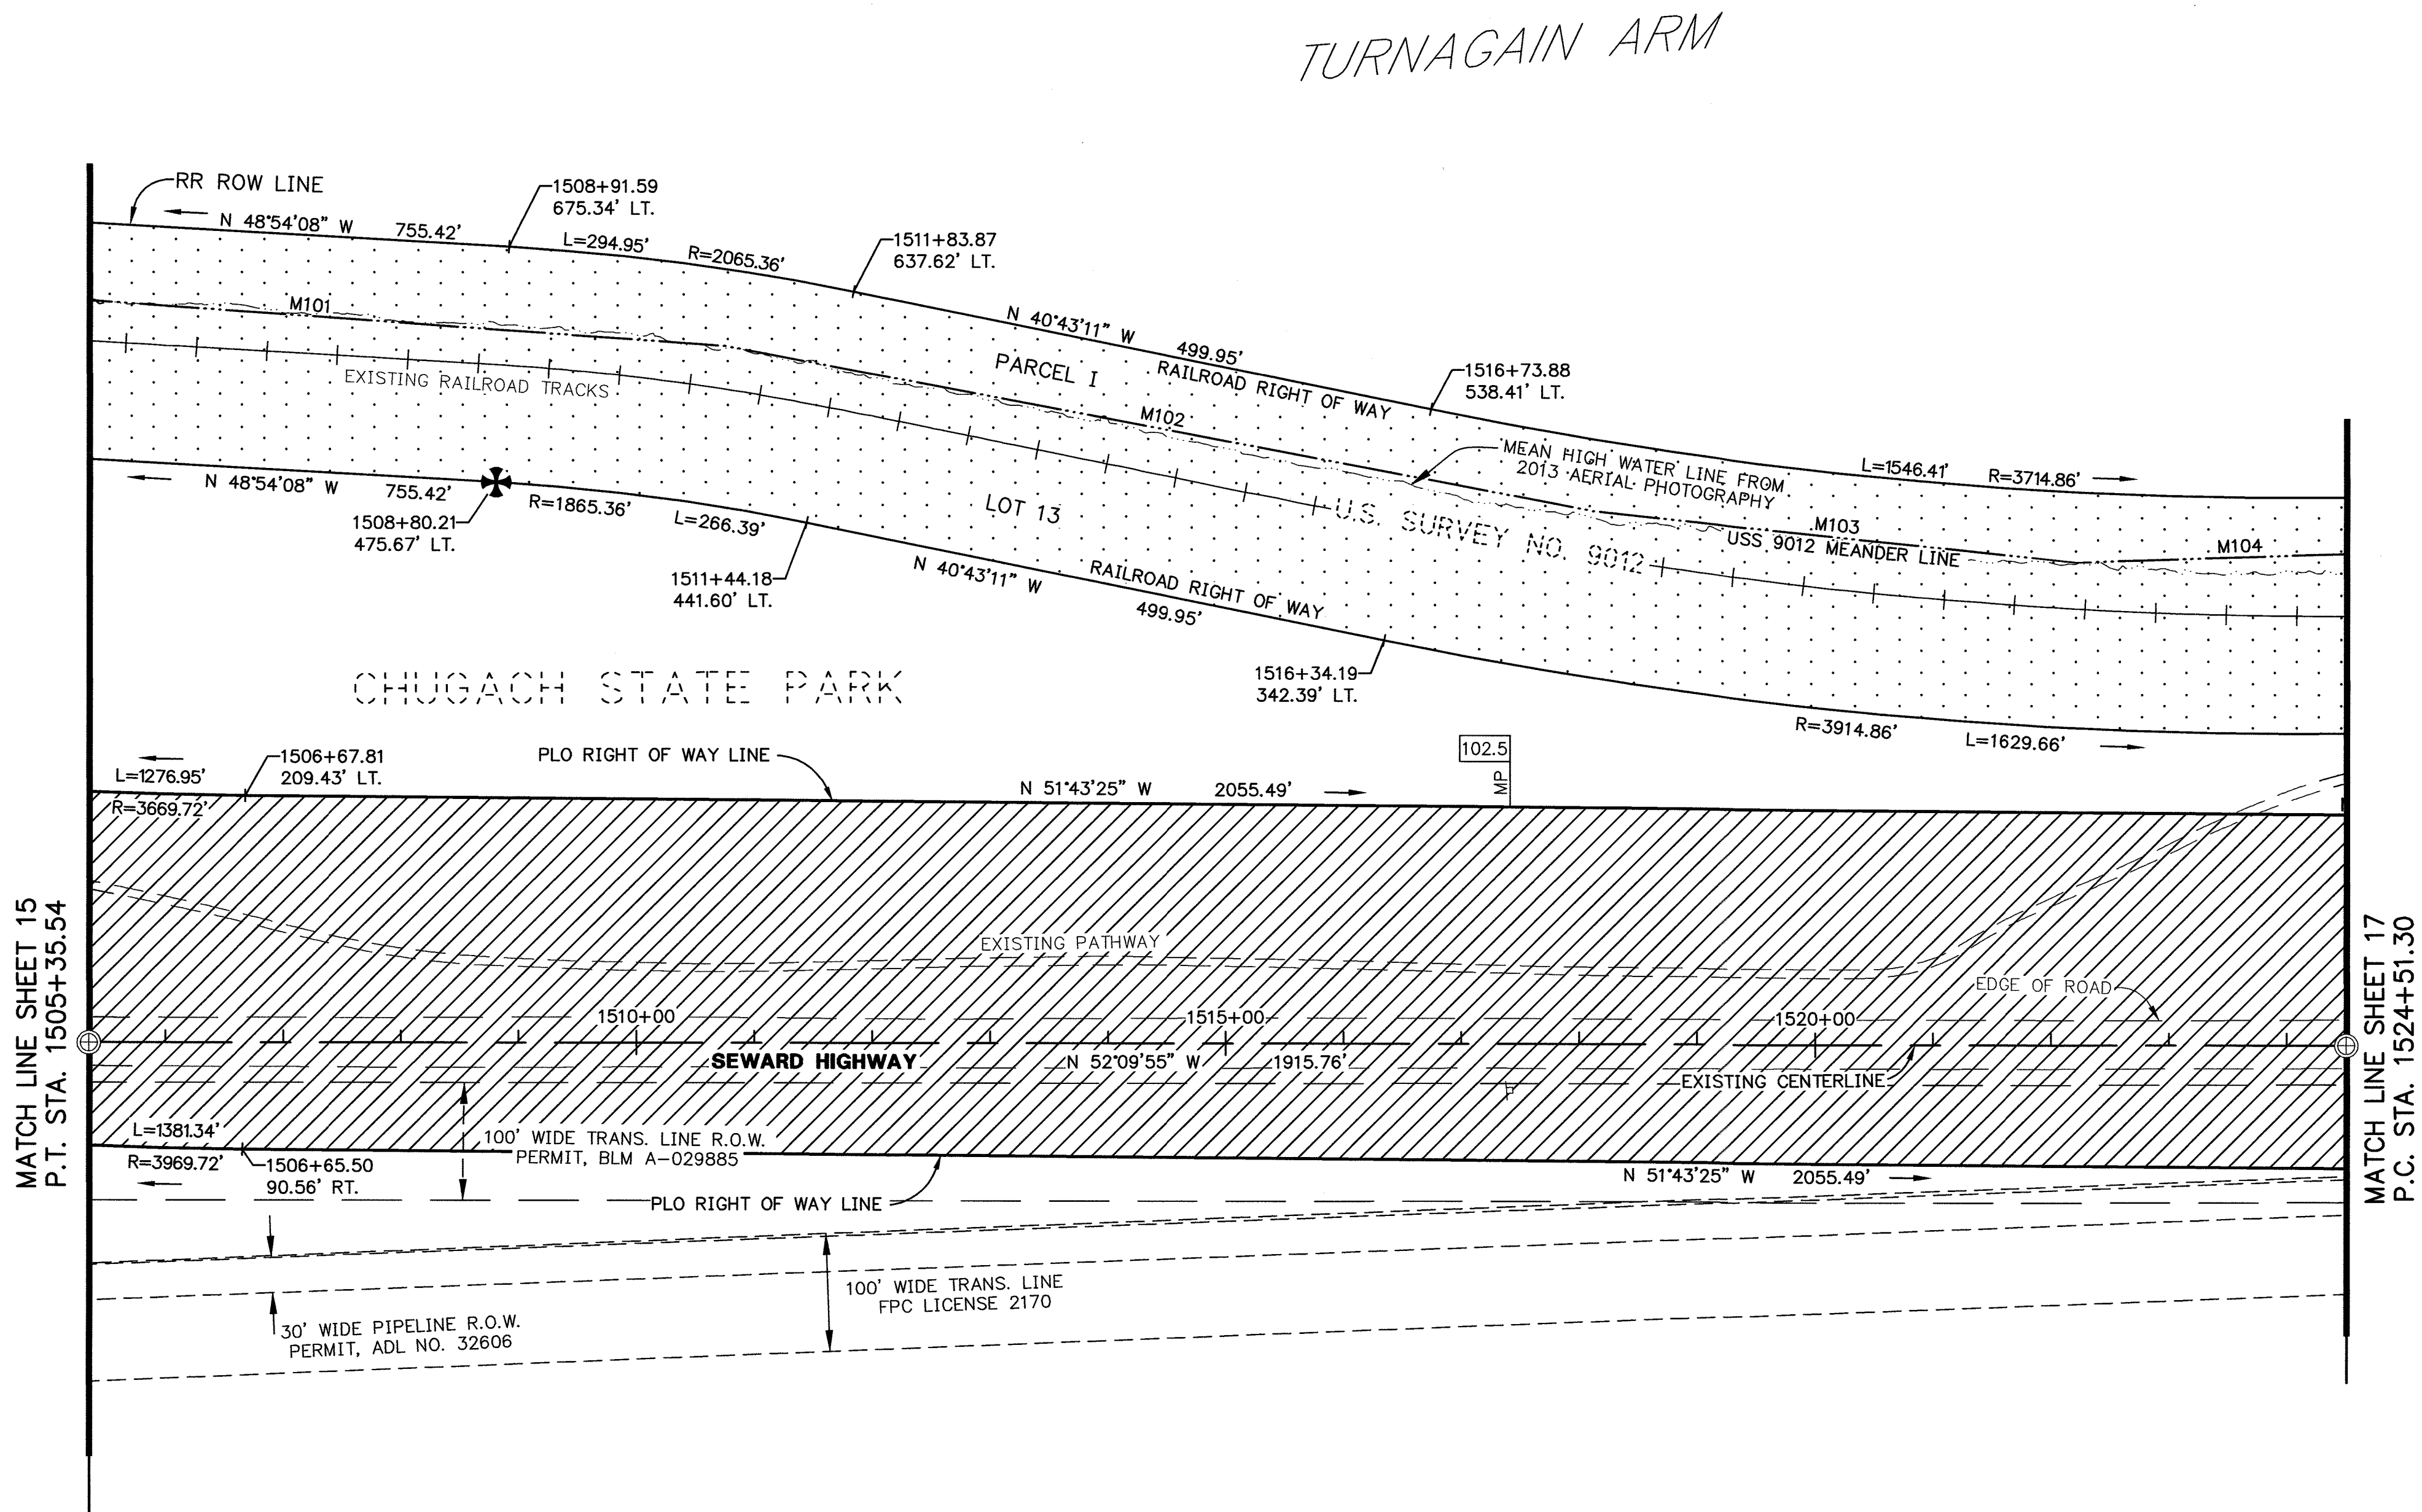 TURNAGAIN ARM
RR ROW LINE
N 48°54'08" W 755.42'
1508+91.59
675.34' LT.
L=294.95' R=2065.36'
1511+83.87
637.62' LT.
N 40°43'11" W 499.95'
RAILROAD RIGHT OF WAY
1516+73.88
538.41' LT.
L=1546.41' R=3714.86'
M101
EXISTING RAILROAD TRACKS
PARCEL I
M102
MEAN HIGH WATER LINE FROM
2013 AERIAL PHOTOGRAPHY
M103
USS 9012 MEANDER LINE
M104
LOT 13
U.S. SURVEY NO. 9012
N 48°54'08" W 755.42'
1508+80.21
475.67' LT.
R=1865.36' L=266.39'
1511+44.18
441.60' LT.
N 40°43'11" W 499.95'
RAILROAD RIGHT OF WAY
1516+34.19
342.39' LT.
R=3914.86' L=1629.66'
CHUGACH STATE PARK
L=1276.95'
R=3669.72'
1506+67.81
209.43' LT.
PLO RIGHT OF WAY LINE
N 51°43'25" W 2055.49'
102.5
MP
MATCH LINE SHEET 15
P.T. STA. 1505+35.54
EXISTING PATHWAY
EDGE OF ROAD
1510+00
1515+00
1520+00
SEWARD HIGHWAY
N 52°09'55" W 1915.76'
EXISTING CENTERLINE
MATCH LINE SHEET 17
P.C. STA. 1524+51.30
L=1381.34'
R=3969.72'
1506+65.50
90.56' RT.
100' WIDE TRANS. LINE R.O.W.
PERMIT, BLM A-029885
PLO RIGHT OF WAY LINE
N 51°43'25" W 2055.49'
30' WIDE PIPELINE R.O.W.
PERMIT, ADL NO. 32606
100' WIDE TRANS. LINE
FPC LICENSE 2170